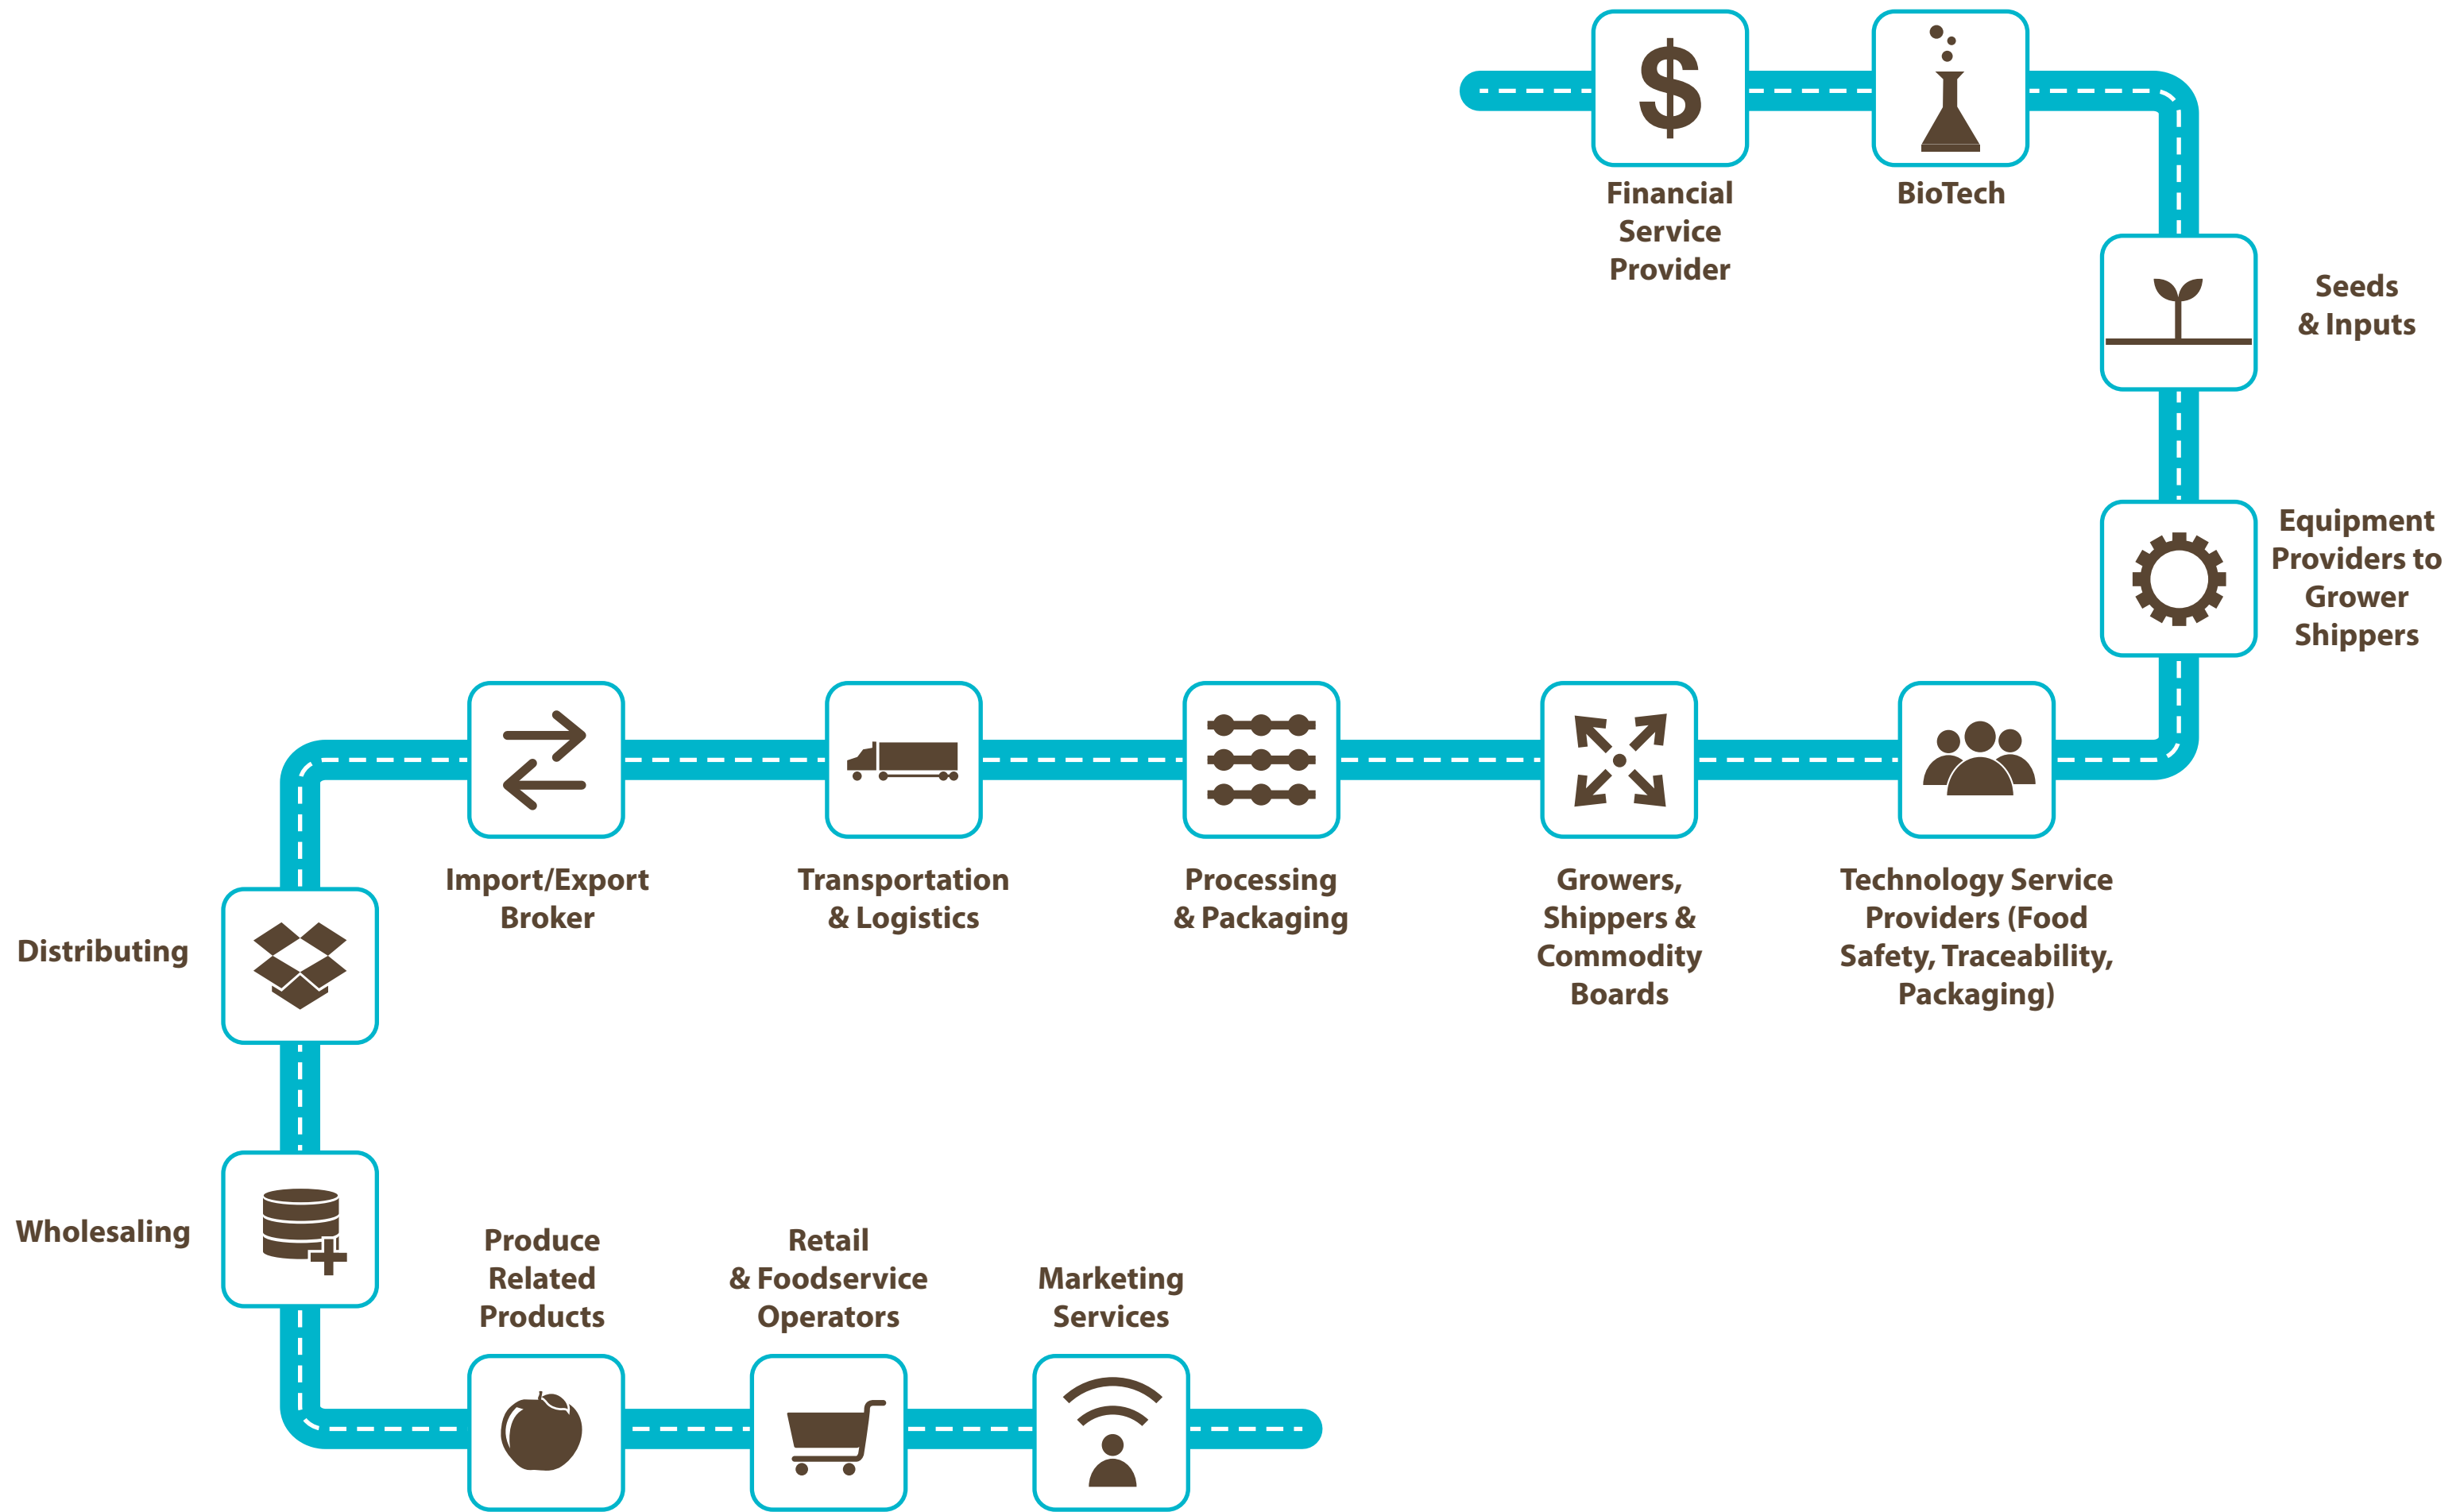 Financial
Service
Provider
BioTech
Seeds
& Inputs
Equipment
Providers to
Grower
Shippers
Technology Service
Providers (Food
Safety, Traceability,
Packaging)
Growers,
Shippers &
Commodity
Boards
Processing
& Packaging
Transportation
& Logistics
Import/Export
Broker
Distributing
Wholesaling
Produce
Related
Products
Retail
& Foodservice
Operators
Marketing
Services